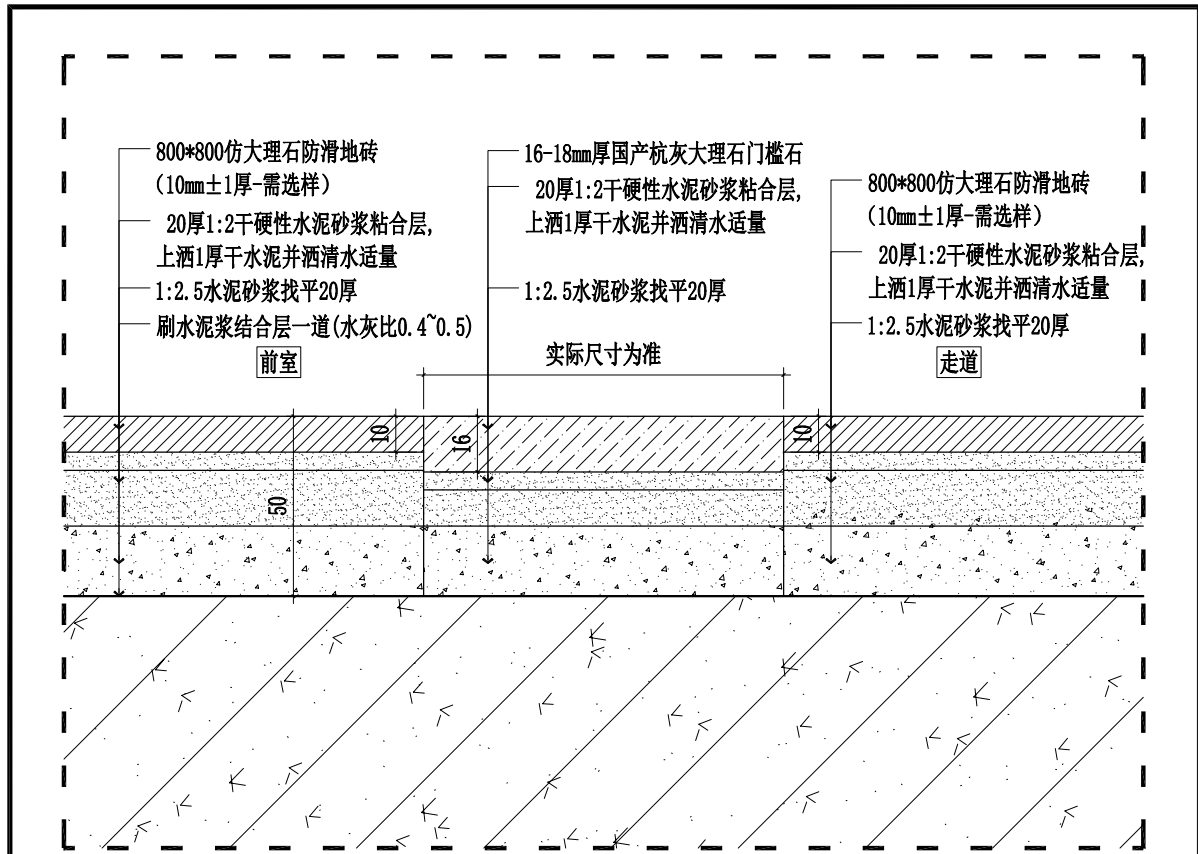 800*800仿大理石防滑地砖
(10mm±1厚-需选样)
20厚1:2干硬性水泥砂浆粘合层,
上洒1厚干水泥并洒清水适量
1:2.5水泥砂浆找平20厚
刷水泥浆结合层一道(水灰比0.4~0.5)
前室
16-18mm厚国产杭灰大理石门槛石
20厚1:2干硬性水泥砂浆粘合层,
上洒1厚干水泥并洒清水适量
1:2.5水泥砂浆找平20厚
实际尺寸为准
800*800仿大理石防滑地砖
(10mm±1厚-需选样)
20厚1:2干硬性水泥砂浆粘合层,
上洒1厚干水泥并洒清水适量
1:2.5水泥砂浆找平20厚
走道
10
16
10
50